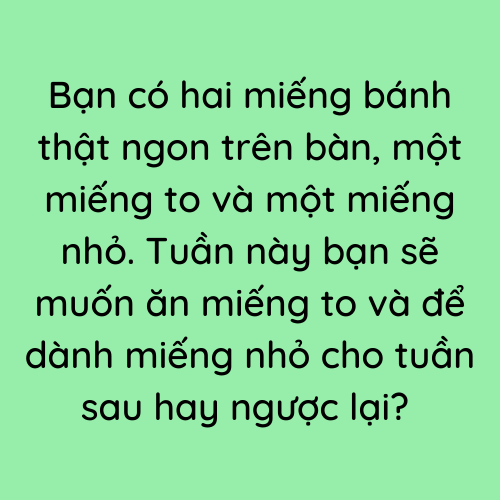 Bạn có hai miếng bánh
thật ngon trên bàn, một
miếng to và một miếng
nhỏ. Tuần này bạn sẽ
muốn ăn miếng to và để
dành miếng nhỏ cho tuần
sau hay ngược lại?